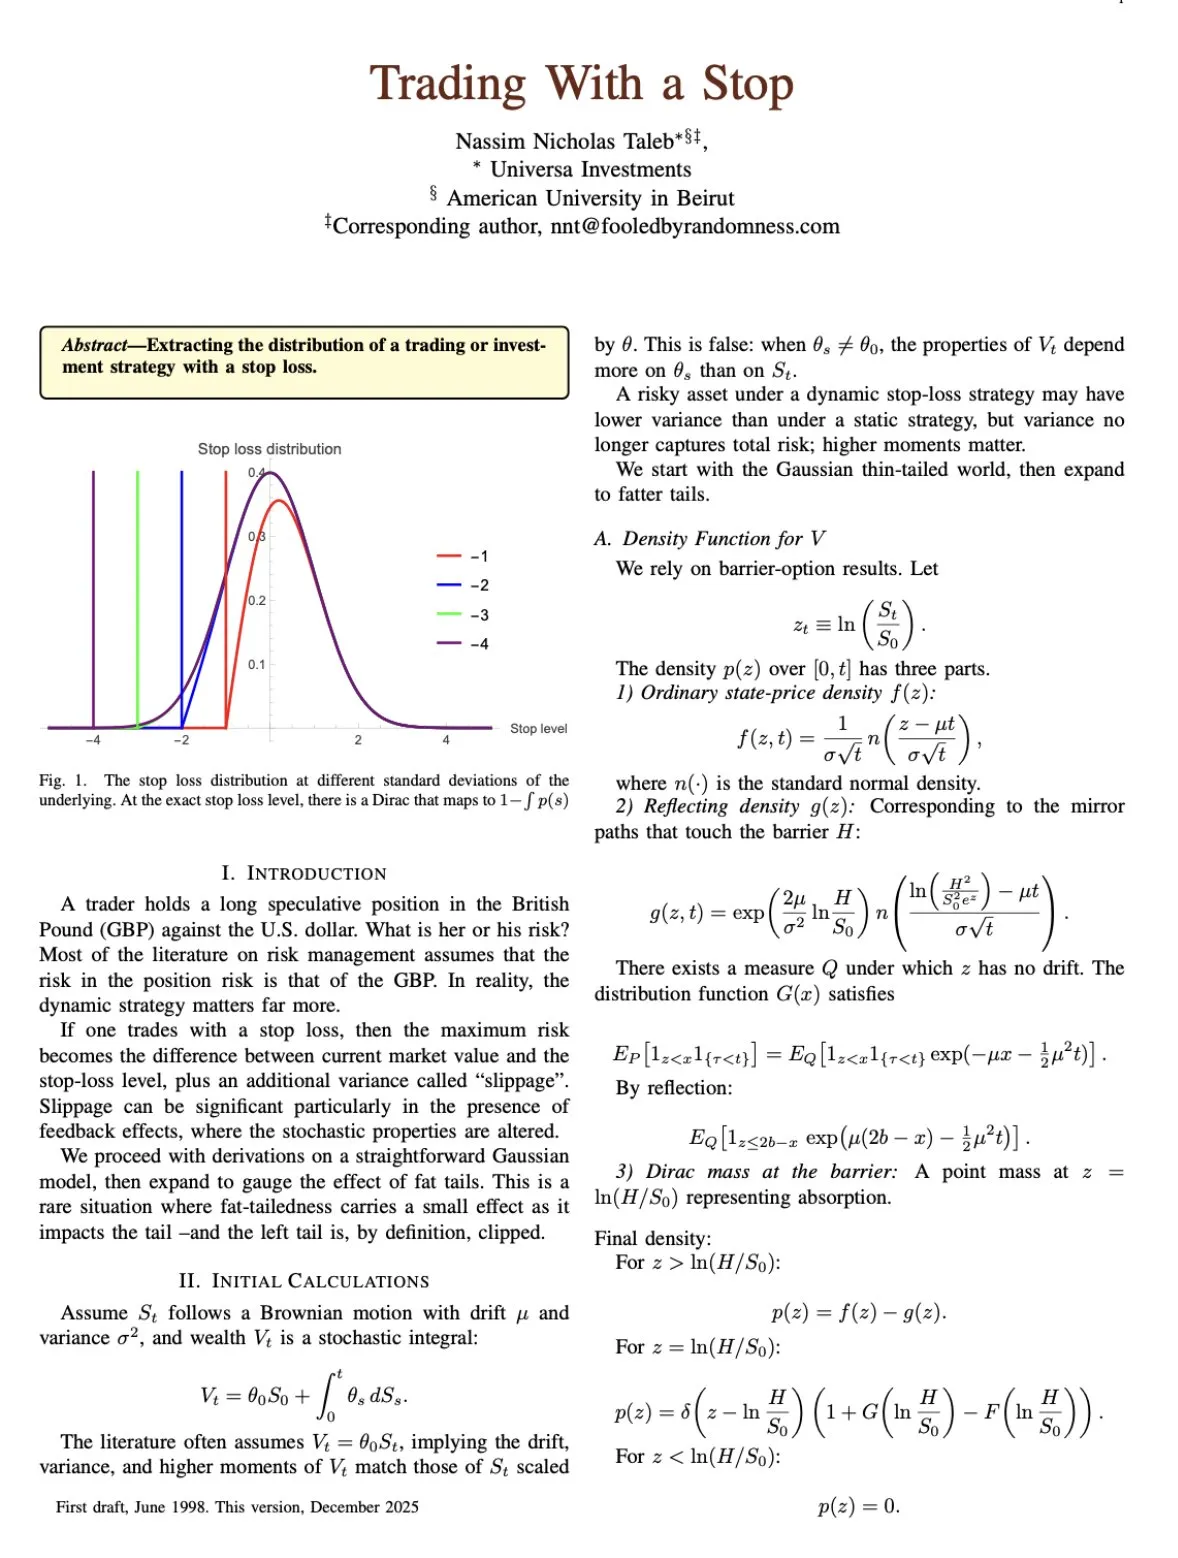 Trading With a Stop
Nassim Nicholas Taleb*§‡,
* Universa Investments
§ American University in Beirut
‡Corresponding author, nnt@fooledbyrandomness.com
Abstract—Extracting the distribution of a trading or invest-
ment strategy with a stop loss.
Stop loss distribution
0.4
0.3
0.2
0.1
−4
−2
2
4
Stop level
−1
−2
−3
−4
Fig. 1. The stop loss distribution at different standard deviations of the
underlying. At the exact stop loss level, there is a Dirac that maps to 1−∫ p(s)
I. INTRODUCTION
A trader holds a long speculative position in the British
Pound (GBP) against the U.S. dollar. What is her or his risk?
Most of the literature on risk management assumes that the
risk in the position risk is that of the GBP. In reality, the
dynamic strategy matters far more.
If one trades with a stop loss, then the maximum risk
becomes the difference between current market value and the
stop-loss level, plus an additional variance called “slippage”.
Slippage can be significant particularly in the presence of
feedback effects, where the stochastic properties are altered.
We proceed with derivations on a straightforward Gaussian
model, then expand to gauge the effect of fat tails. This is a
rare situation where fat-tailedness carries a small effect as it
impacts the tail –and the left tail is, by definition, clipped.
II. INITIAL CALCULATIONS
Assume S_t follows a Brownian motion with drift μ and
variance σ², and wealth V_t is a stochastic integral:
V_t = θ_0 S_0 + ∫_0^t θ_s dS_s.
The literature often assumes V_t = θ_0 S_t, implying the drift,
variance, and higher moments of V_t match those of S_t scaled
First draft, June 1998. This version, December 2025
by θ. This is false: when θ_s ≠ θ_0, the properties of V_t depend
more on θ_s than on S_t.
A risky asset under a dynamic stop-loss strategy may have
lower variance than under a static strategy, but variance no
longer captures total risk; higher moments matter.
We start with the Gaussian thin-tailed world, then expand
to fatter tails.
A. Density Function for V
We rely on barrier-option results. Let
z_t ≡ ln (S_t / S_0) .
The density p(z) over [0, t] has three parts.
1) Ordinary state-price density f(z):
f(z, t) = 1/(σ√t) n((z − μt)/(σ√t)) ,
where n(·) is the standard normal density.
2) Reflecting density g(z): Corresponding to the mirror
paths that touch the barrier H:
g(z, t) = exp(2μ/σ² ln H/S_0) n((ln(H²/(S_0² e^z)) − μt)/(σ√t)) .
There exists a measure Q under which z has no drift. The
distribution function G(x) satisfies
E_P[1_{z<x} 1_{τ<t}] = E_Q[1_{z<x} 1_{τ<t} exp(−μx − ½μ²t)] .
By reflection:
E_Q[1_{z≤2b−x} exp(μ(2b − x) − ½μ²t)] .
3) Dirac mass at the barrier: A point mass at z =
ln(H/S_0) representing absorption.
Final density:
For z > ln(H/S_0):
p(z) = f(z) − g(z).
For z = ln(H/S_0):
p(z) = δ(z − ln H/S_0) (1 + G(ln H/S_0) − F(ln H/S_0)) .
For z < ln(H/S_0):
p(z) = 0.